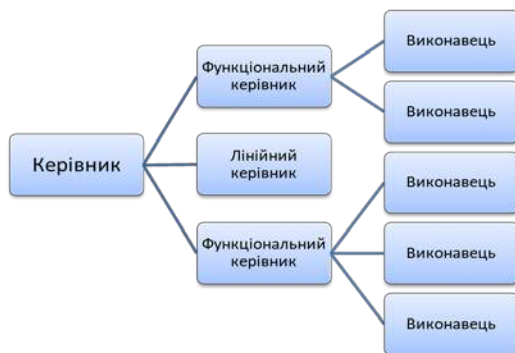 Керівник
Функціональний
керівник
Лінійний
керівник
Функціональний
керівник
Виконавець
Виконавець
Виконавець
Виконавець
Виконавець